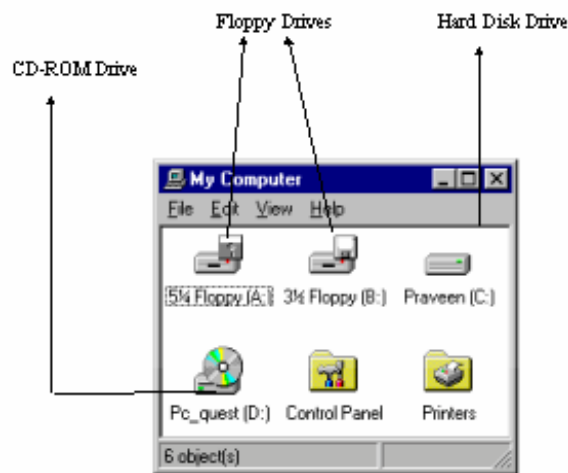 Floppy Drives
Hard Disk Drive
CD-ROM Drive
My Computer
File Edit View Help
5¼ Floppy (A:) 3½ Floppy (B:) Praveen (C:)
Pc_quest (D:) Control Panel Printers
6 object(s)